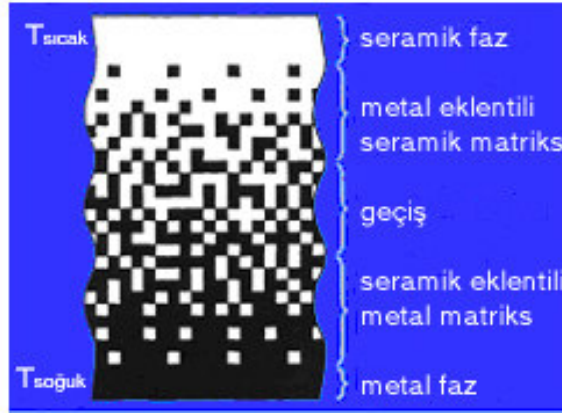 Tsıcak
seramik faz
metal eklentili
seramik matriks
geçiş
seramik eklentili
metal matriks
Tsoğuk
metal faz